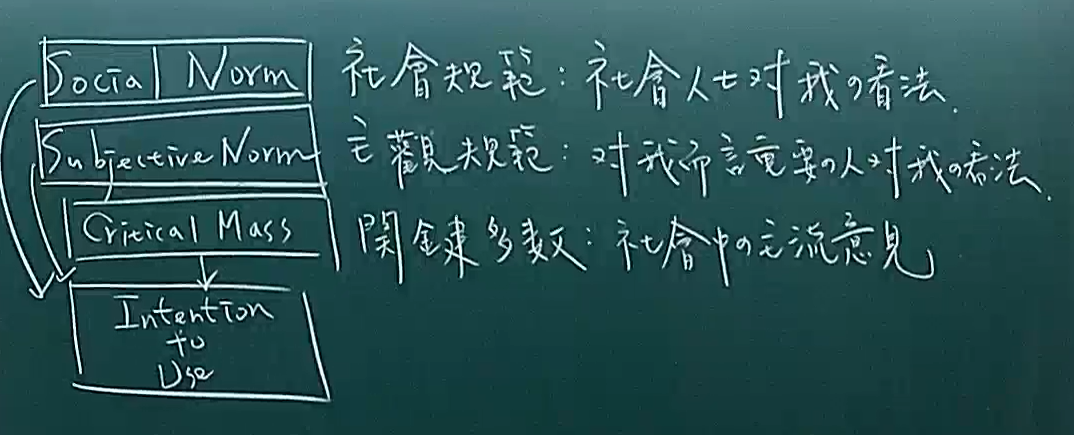 Social Norm 社會規範：社會人士对我の看法.
Subjective Norm 主觀規範：对我而言重要の人对我の看法.
Critical Mass 関鍵多数：社會中の主流意見
Intention
to
Use